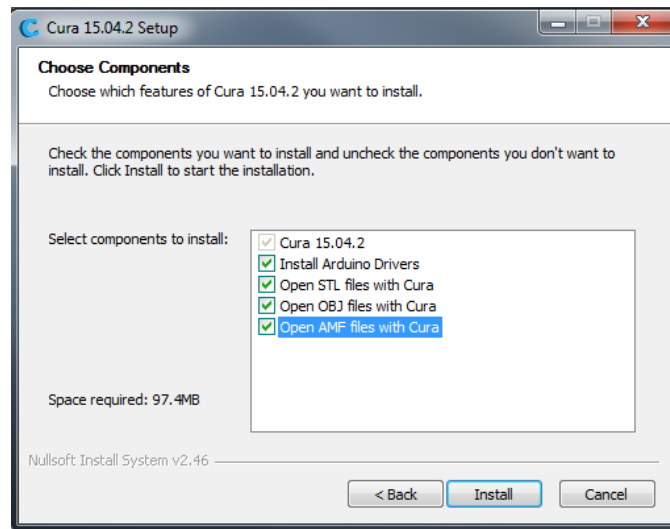 Cura 15.04.2 Setup
Choose Components
Choose which features of Cura 15.04.2 you want to install.
Check the components you want to install and uncheck the components you don't want to
install. Click Install to start the installation.
Select components to install:
Cura 15.04.2
Install Arduino Drivers
Open STL files with Cura
Open OBJ files with Cura
Open AMF files with Cura
Space required: 97.4MB
Nullsoft Install System v2.46
< Back
Install
Cancel